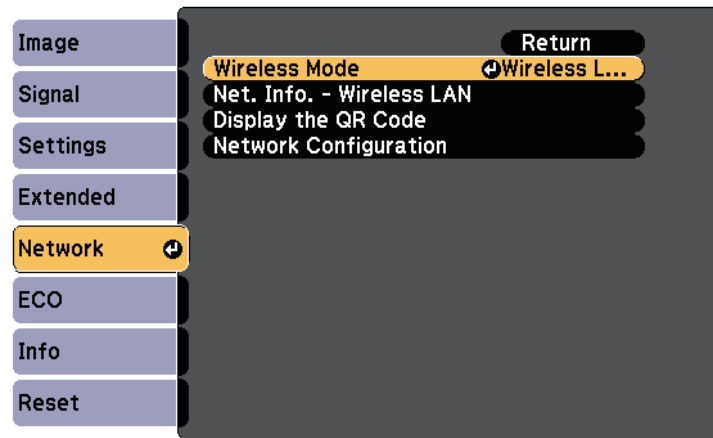 Image
Signal
Settings
Extended
Network
ECO
Info
Reset
Return
Wireless Mode Wireless L...
Net. Info. - Wireless LAN
Display the QR Code
Network Configuration